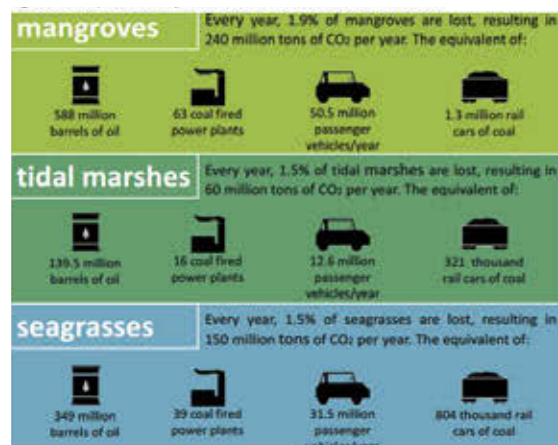 mangroves
Every year, 1.9% of mangroves are lost, resulting in
240 million tons of CO₂ per year. The equivalent of:
588 million
barrels of oil
63 coal fired
power plants
50.5 million
passenger
vehicles/year
1.3 million rail
cars of coal
tidal marshes
Every year, 1.5% of tidal marshes are lost, resulting in
60 million tons of CO₂ per year. The equivalent of:
139.5 million
barrels of oil
16 coal fired
power plants
12.6 million
passenger
vehicles/year
321 thousand
rail cars of coal
seagrasses
Every year, 1.5% of seagrasses are lost, resulting in
150 million tons of CO₂ per year. The equivalent of:
349 million
barrels of oil
39 coal fired
power plants
31.5 million
passenger
804 thousand rail
cars of coal